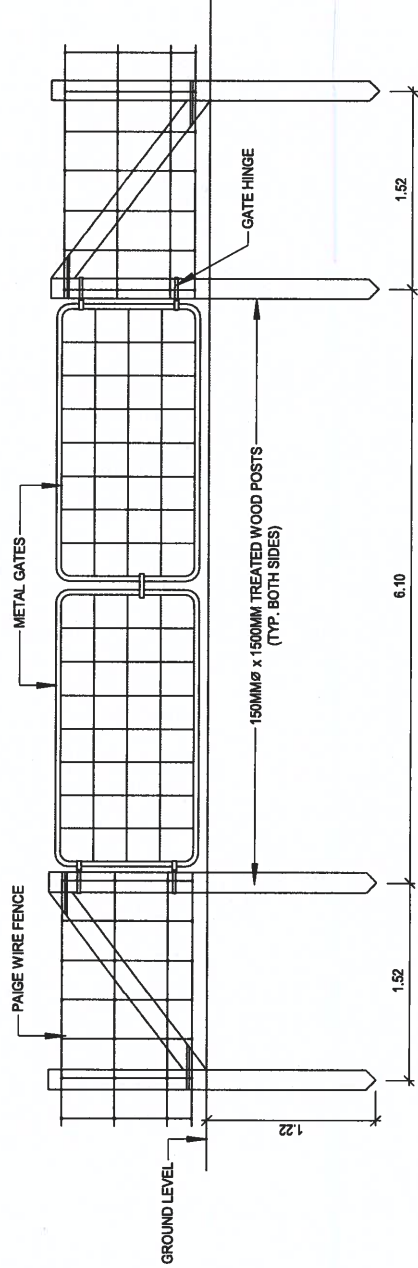 METAL GATES
PAIGE WIRE FENCE
GATE HINGE
GROUND LEVEL
150MMØ x 1500MM TREATED WOOD POSTS
(TYP. BOTH SIDES)
1.22
1.52
6.10
1.52